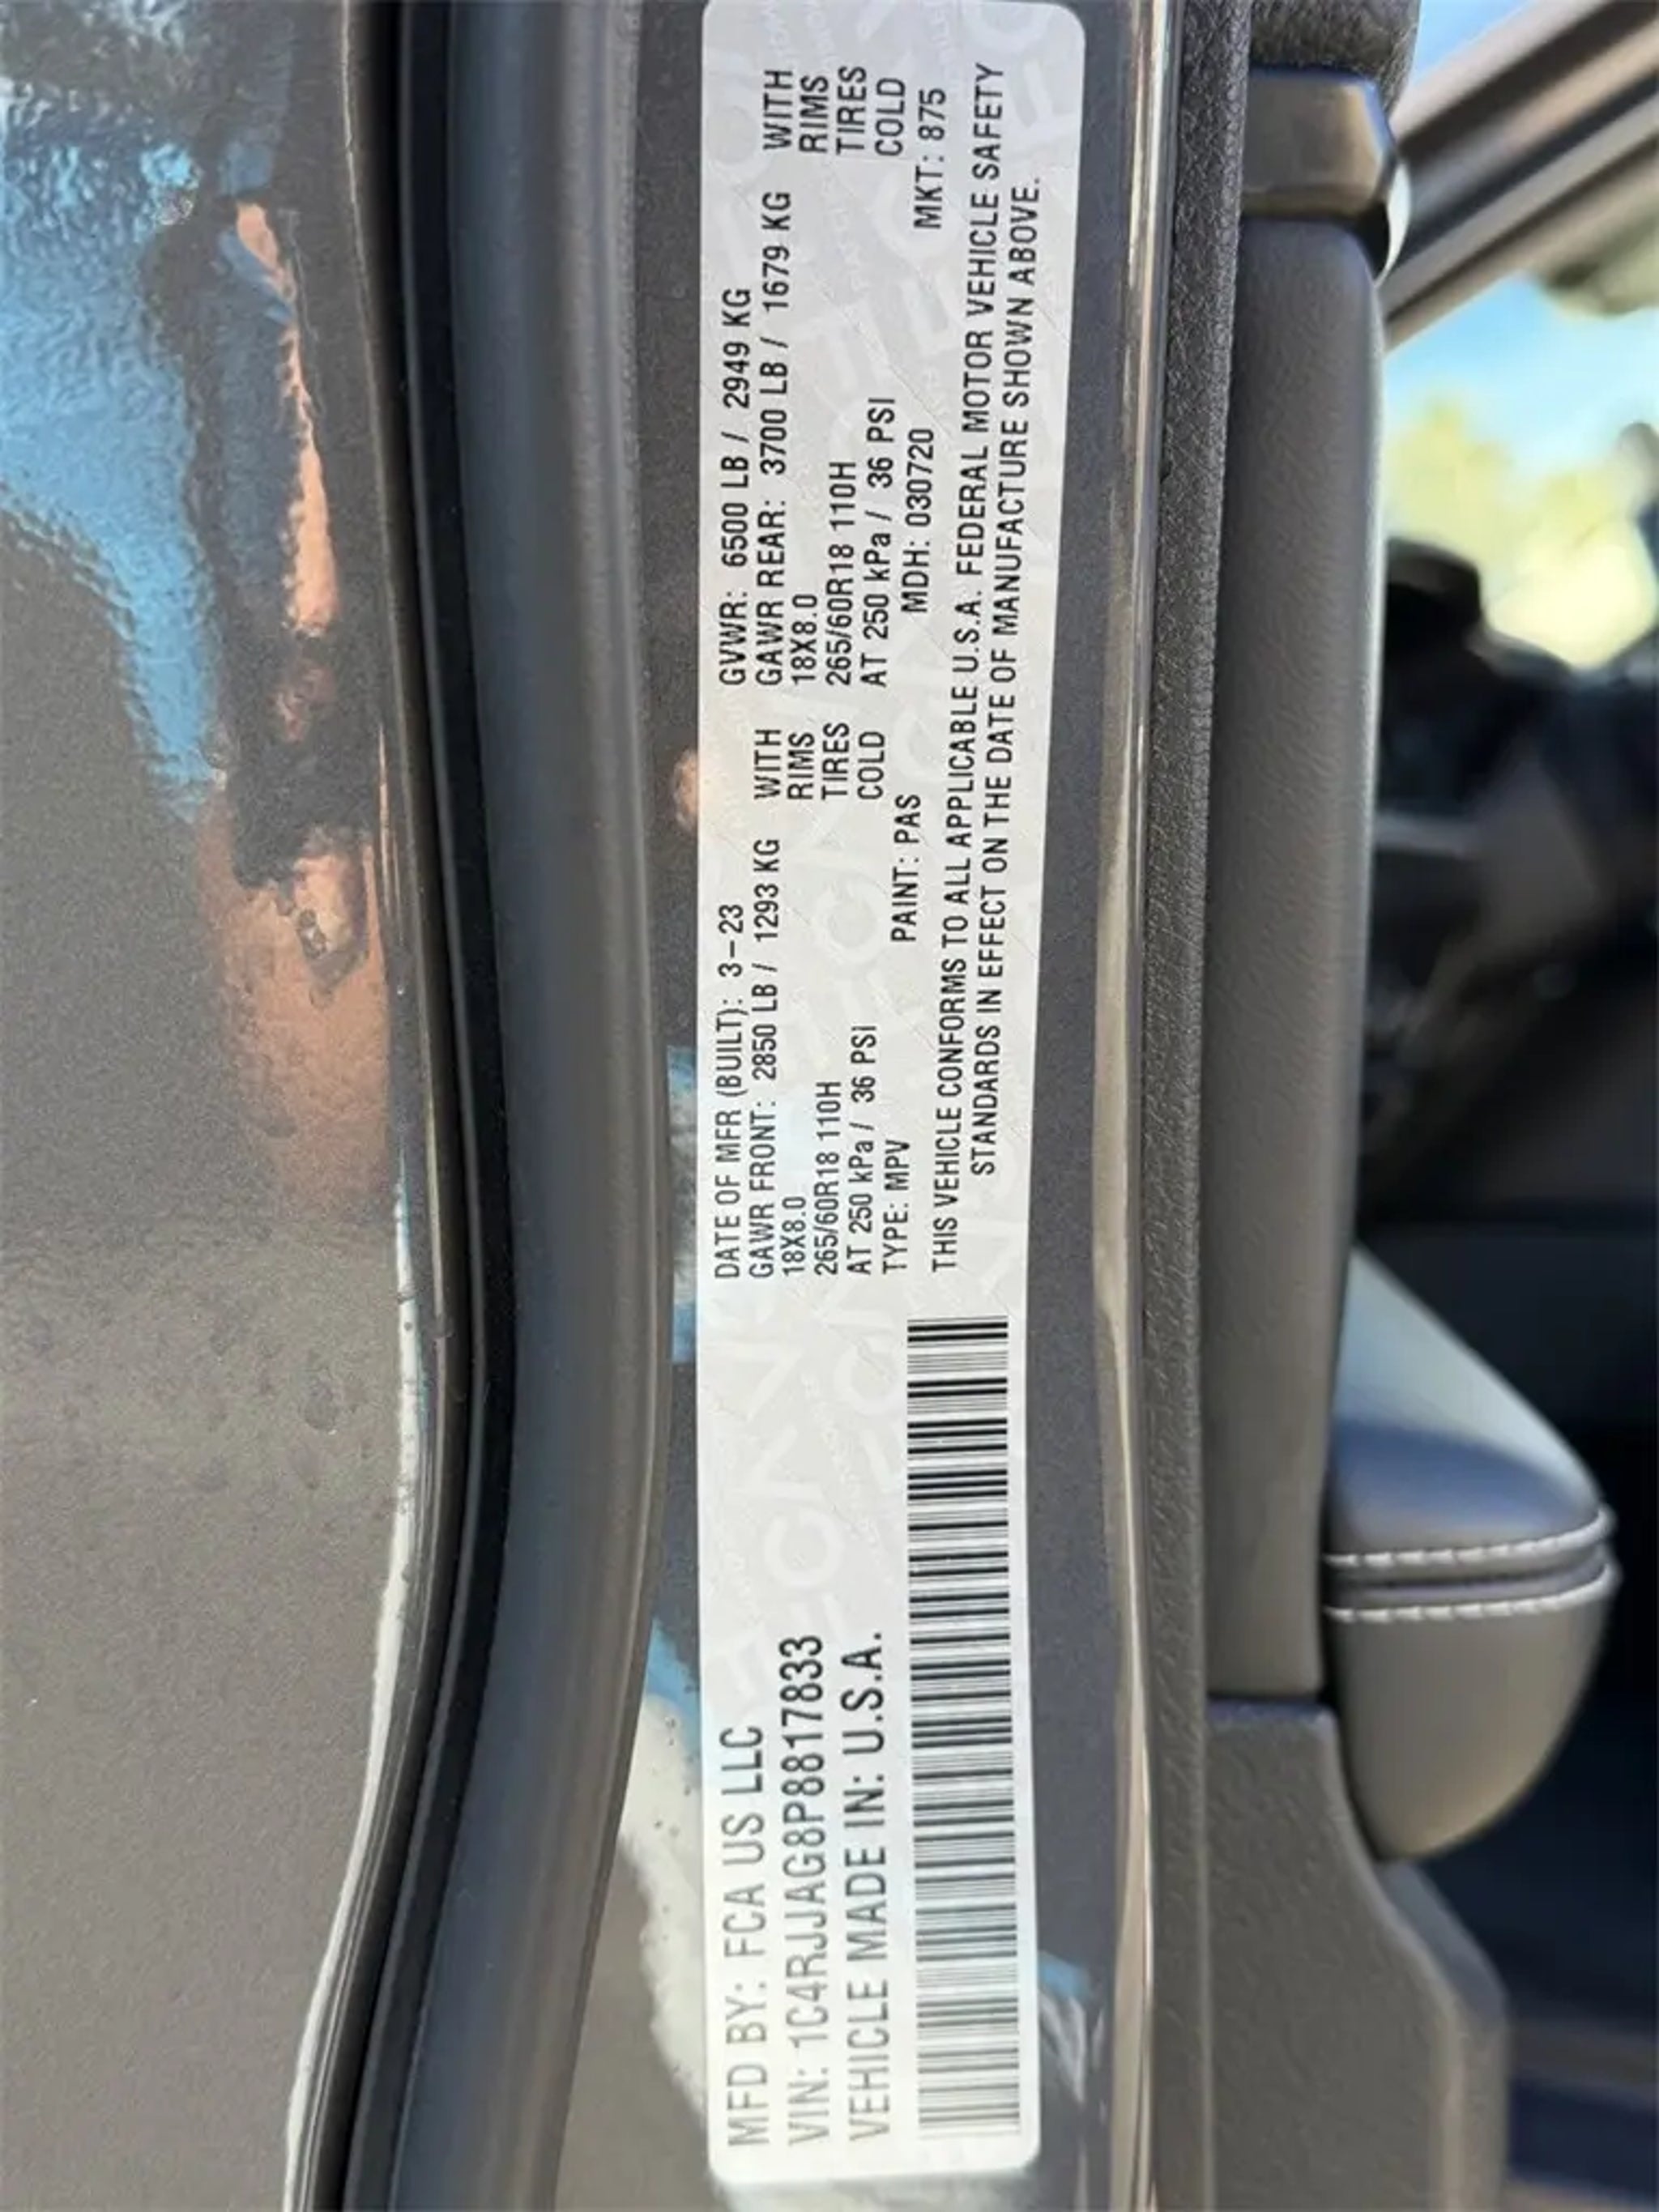 MFD BY: FCA US LLC
VIN: 1C4RJJAG8P8817833
VEHICLE MADE IN: U.S.A.
DATE OF MFR (BUILT): 3-23 GVWR: 6500 LB / 2949 KG
GAWR FRONT: 2850 LB / 1293 KG WITH GAWR REAR: 3700 LB / 1679 KG WITH
18X8.0 RIMS 18X8.0 RIMS
265/60R18 110H TIRES 265/60R18 110H TIRES
AT 250 kPa / 36 PSI COLD AT 250 kPa / 36 PSI COLD
TYPE: MPV PAINT: PAS MDH: 030720 MKT: 875
THIS VEHICLE CONFORMS TO ALL APPLICABLE U.S.A. FEDERAL MOTOR VEHICLE SAFETY
STANDARDS IN EFFECT ON THE DATE OF MANUFACTURE SHOWN ABOVE.